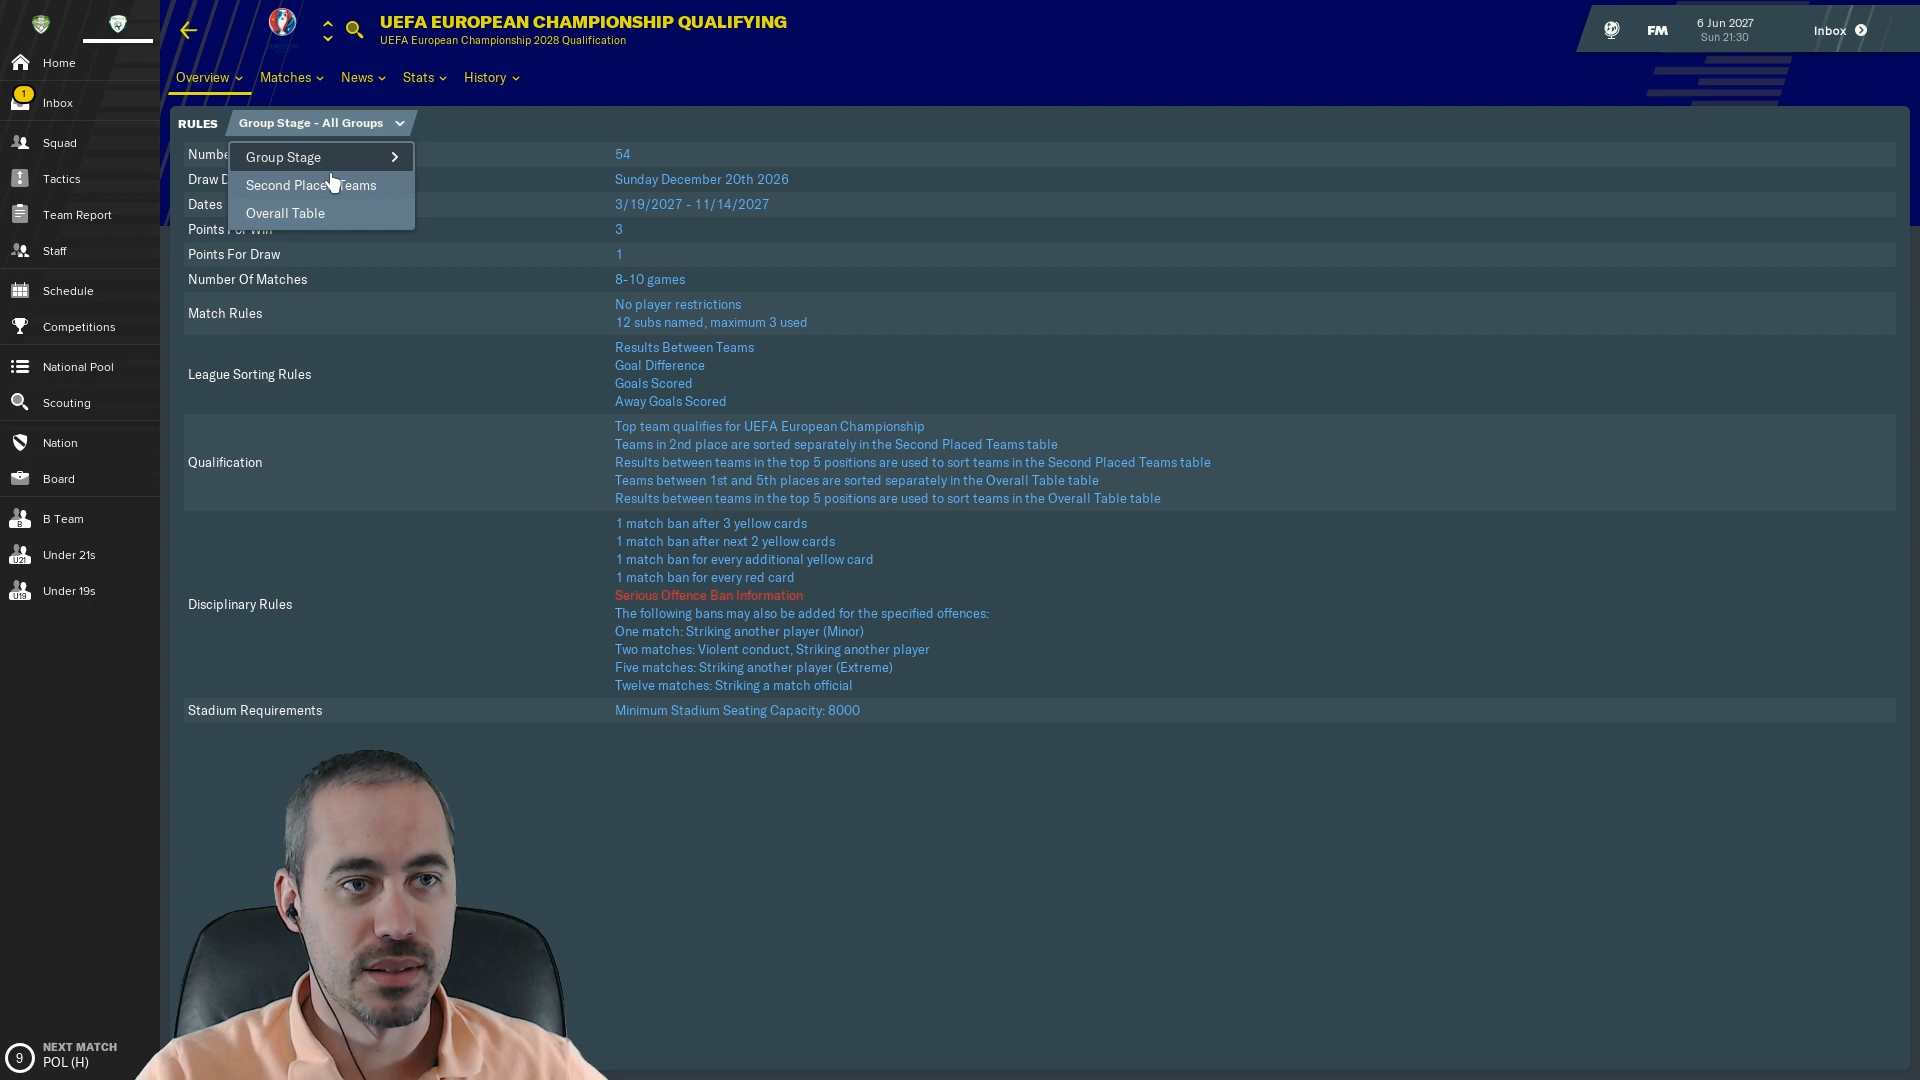 UEFA EUROPEAN CHAMPIONSHIP QUALIFYING
UEFA European Championship 2028 Qualification
FM
6 Jun 2027
Sun 21:30
Inbox
Overview
Matches
News
Stats
History
Home
1
Inbox
Squad
Tactics
Team Report
Staff
Schedule
Competitions
National Pool
Scouting
Nation
Board
B
B Team
U21
Under 21s
U19
Under 19s
9
NEXT MATCH
POL (H)
RULES
Group Stage - All Groups
Group Stage
Second Place Teams
Overall Table
54
Sunday December 20th 2026
Dates
3/19/2027 - 11/14/2027
Points For Win
3
Points For Draw
1
Number Of Matches
8-10 games
Match Rules
No player restrictions
12 subs named, maximum 3 used
League Sorting Rules
Results Between Teams
Goal Difference
Goals Scored
Away Goals Scored
Qualification
Top team qualifies for UEFA European Championship
Teams in 2nd place are sorted separately in the Second Placed Teams table
Results between teams in the top 5 positions are used to sort teams in the Second Placed Teams table
Teams between 1st and 5th places are sorted separately in the Overall Table table
Results between teams in the top 5 positions are used to sort teams in the Overall Table table
Disciplinary Rules
1 match ban after 3 yellow cards
1 match ban after next 2 yellow cards
1 match ban for every additional yellow card
1 match ban for every red card
Serious Offence Ban Information
The following bans may also be added for the specified offences:
One match: Striking another player (Minor)
Two matches: Violent conduct, Striking another player
Five matches: Striking another player (Extreme)
Twelve matches: Striking a match official
Stadium Requirements
Minimum Stadium Seating Capacity: 8000